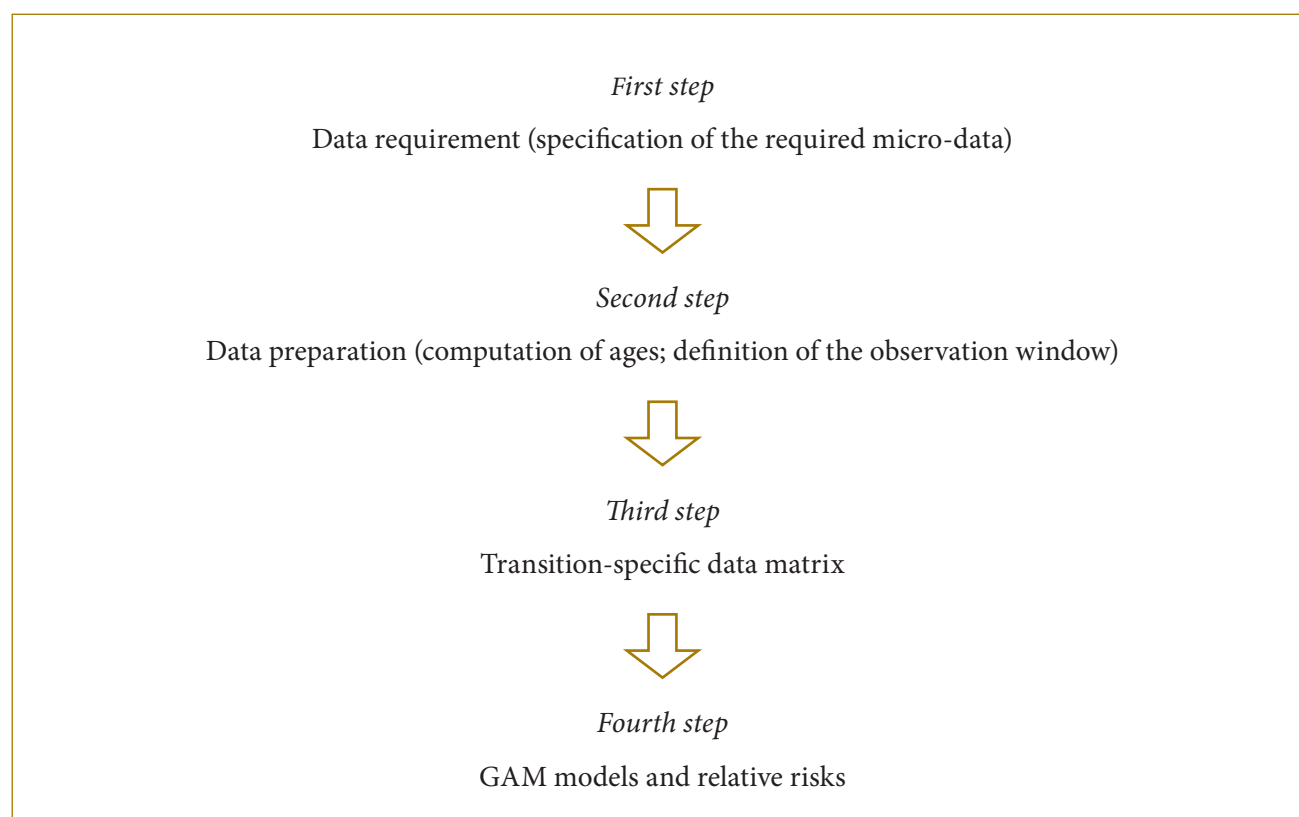 First step
Data requirement (specification of the required micro-data)
Second step
Data preparation (computation of ages; definition of the observation window)
Third step
Transition-specific data matrix
Fourth step
GAM models and relative risks